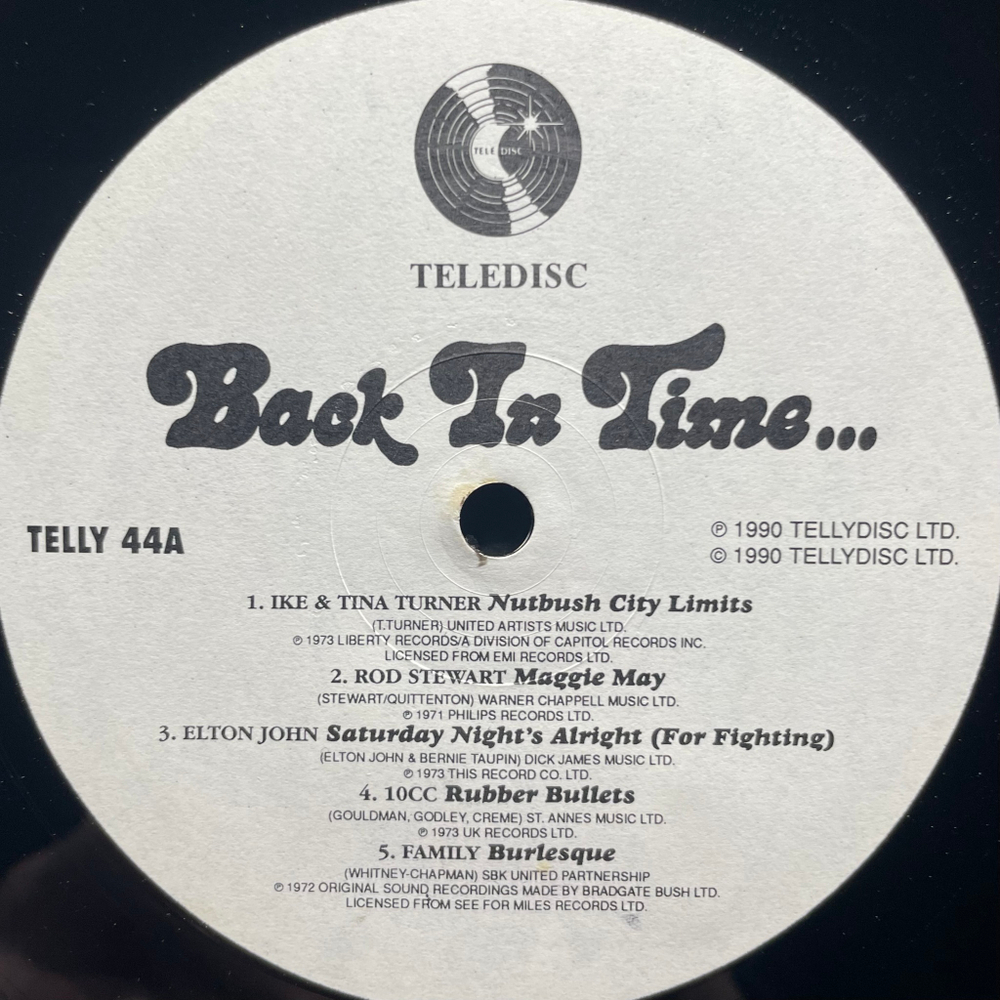 TELE DISC
TELEDISC
Back In Time...
TELLY 44A
℗ 1990 TELLYDISC LTD.
© 1990 TELLYDISC LTD.
1. IKE & TINA TURNER Nutbush City Limits
(T.TURNER) UNITED ARTISTS MUSIC LTD.
℗ 1973 LIBERTY RECORDS/A DIVISION OF CAPITOL RECORDS INC.
LICENSED FROM EMI RECORDS LTD.
2. ROD STEWART Maggie May
(STEWART/QUITTENTON) WARNER CHAPPELL MUSIC LTD.
℗ 1971 PHILIPS RECORDS LTD.
3. ELTON JOHN Saturday Night's Alright (For Fighting)
(ELTON JOHN & BERNIE TAUPIN) DICK JAMES MUSIC LTD.
℗ 1973 THIS RECORD CO. LTD.
4. 10CC Rubber Bullets
(GOULDMAN, GODLEY, CREME) ST. ANNES MUSIC LTD.
℗ 1973 UK RECORDS LTD.
5. FAMILY Burlesque
(WHITNEY-CHAPMAN) SBK UNITED PARTNERSHIP
℗ 1972 ORIGINAL SOUND RECORDINGS MADE BY BRADGATE BUSH LTD.
LICENSED FROM SEE FOR MILES RECORDS LTD.